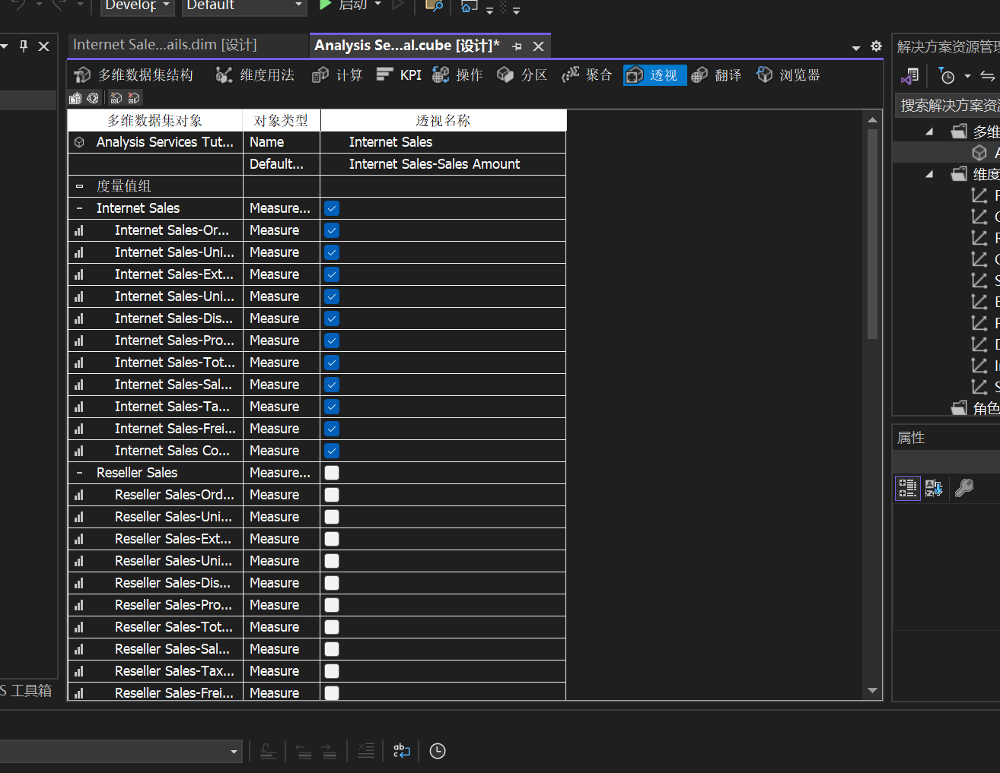 Develop
Default
启动
Internet Sale...ails.dim [设计]
Analysis Se...al.cube [设计]*
解决方案资源管理
多维数据集结构
维度用法
计算
KPI
操作
分区
聚合
透视
翻译
浏览器
搜索解决方案资源
多维数据集对象 对象类型 透视名称
Analysis Services Tut... Name Internet Sales
Default... Internet Sales-Sales Amount
度量值组
Internet Sales Measure...
Internet Sales-Or... Measure
Internet Sales-Uni... Measure
Internet Sales-Ext... Measure
Internet Sales-Uni... Measure
Internet Sales-Dis... Measure
Internet Sales-Pro... Measure
Internet Sales-Tot... Measure
Internet Sales-Sal... Measure
Internet Sales-Ta... Measure
Internet Sales-Frei... Measure
Internet Sales Co... Measure
Reseller Sales Measure...
Reseller Sales-Ord... Measure
Reseller Sales-Uni... Measure
Reseller Sales-Ext... Measure
Reseller Sales-Uni... Measure
Reseller Sales-Dis... Measure
Reseller Sales-Pro... Measure
Reseller Sales-Tot... Measure
Reseller Sales-Sal... Measure
Reseller Sales-Tax... Measure
Reseller Sales-Frei... Measure
多维
维度
角色
属性
S 工具箱